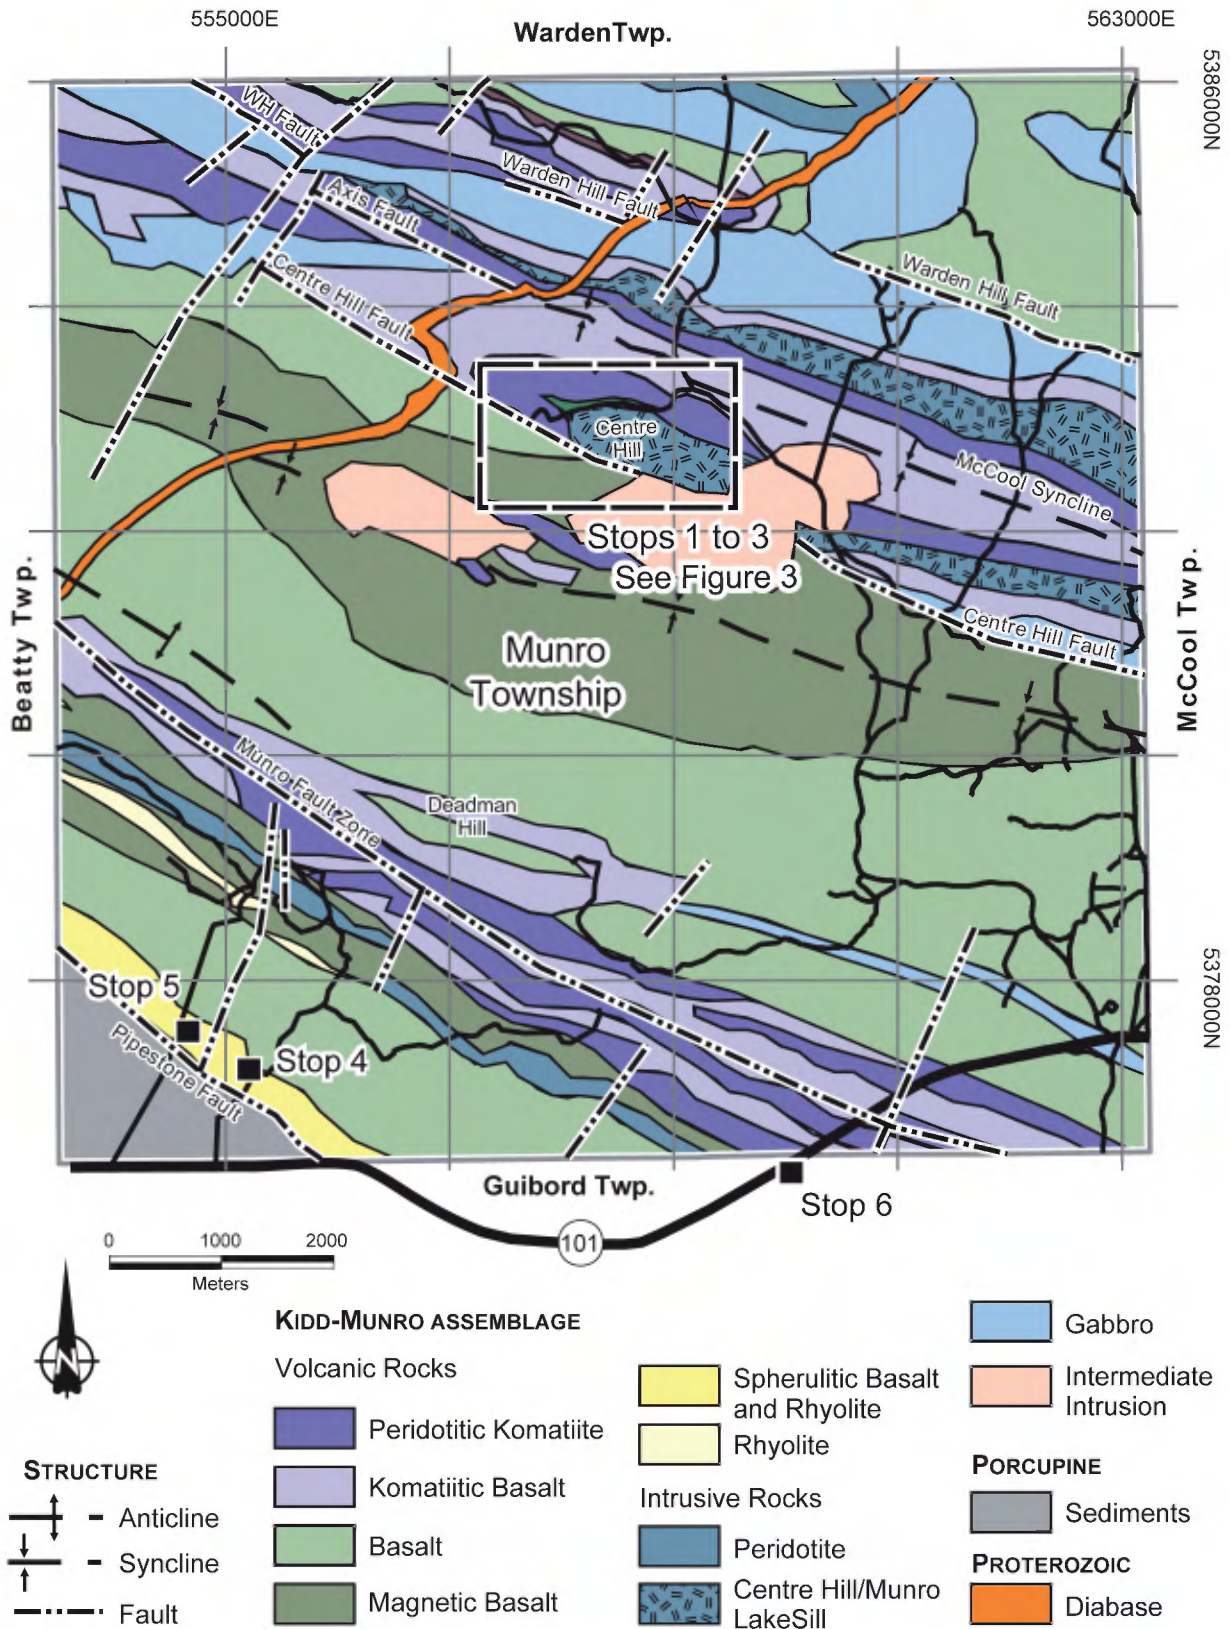 555000E
563000E
WardenTwp.
5386000N
WH Fault
Warden Hill Fault
Axis Fault
Centre Hill Fault
Warden Hill Fault
Centre
Hill
McCool Syncline
Stops 1 to 3
See Figure 3
Centre Hill Fault
Beatty Twp.
McCool Twp.
Munro
Township
Munro Fault Zone
Deadman
Hill
Stop 5
Stop 4
Pipestone Fault
5378000N
Guibord Twp.
Stop 6
101
0 1000 2000
Meters
N
STRUCTURE
Anticline
Syncline
Fault
KIDD-MUNRO ASSEMBLAGE
Volcanic Rocks
Peridotitic Komatiite
Komatiitic Basalt
Basalt
Magnetic Basalt
Spherulitic Basalt
and Rhyolite
Rhyolite
Intrusive Rocks
Peridotite
Centre Hill/Munro
LakeSill
Gabbro
Intermediate
Intrusion
PORCUPINE
Sediments
PROTEROZOIC
Diabase